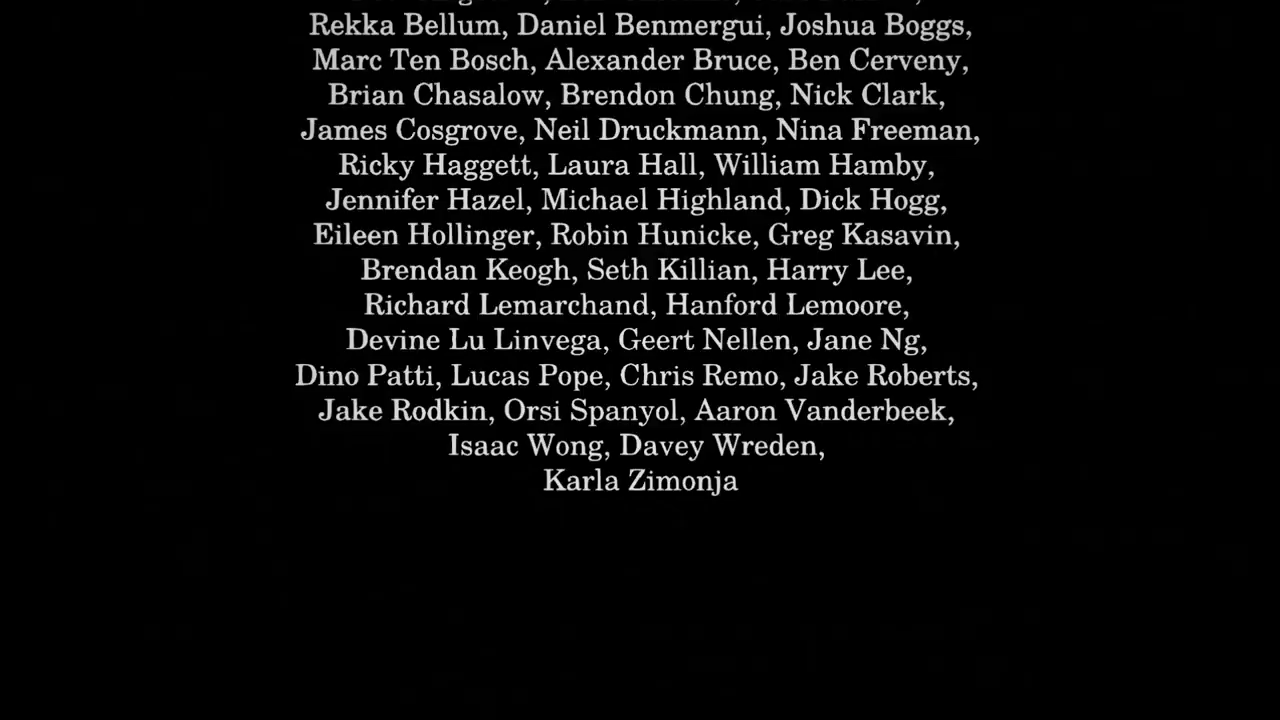 Rekka Bellum, Daniel Benmergui, Joshua Boggs,
Marc Ten Bosch, Alexander Bruce, Ben Cerveny,
Brian Chasalow, Brendon Chung, Nick Clark,
James Cosgrove, Neil Druckmann, Nina Freeman,
Ricky Haggett, Laura Hall, William Hamby,
Jennifer Hazel, Michael Highland, Dick Hogg,
Eileen Hollinger, Robin Hunicke, Greg Kasavin,
Brendan Keogh, Seth Killian, Harry Lee,
Richard Lemarchand, Hanford Lemoore,
Devine Lu Linvega, Geert Nellen, Jane Ng,
Dino Patti, Lucas Pope, Chris Remo, Jake Roberts,
Jake Rodkin, Orsi Spanyol, Aaron Vanderbeek,
Isaac Wong, Davey Wreden,
Karla Zimonja